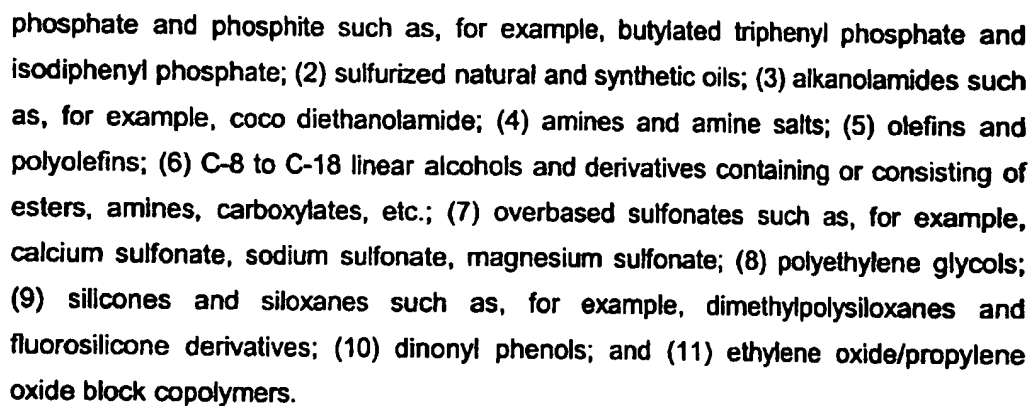 phosphate and phosphite such as, for example, butylated triphenyl phosphate and
isodiphenyl phosphate; (2) sulfurized natural and synthetic oils; (3) alkanolamides such
as, for example, coco diethanolamide; (4) amines and amine salts; (5) olefins and
polyolefins; (6) C-8 to C-18 linear alcohols and derivatives containing or consisting of
esters, amines, carboxylates, etc.; (7) overbased sulfonates such as, for example,
calcium sulfonate, sodium sulfonate, magnesium sulfonate; (8) polyethylene glycols;
(9) silicones and siloxanes such as, for example, dimethylpolysiloxanes and
fluorosilicone derivatives; (10) dinonyl phenols; and (11) ethylene oxide/propylene
oxide block copolymers.